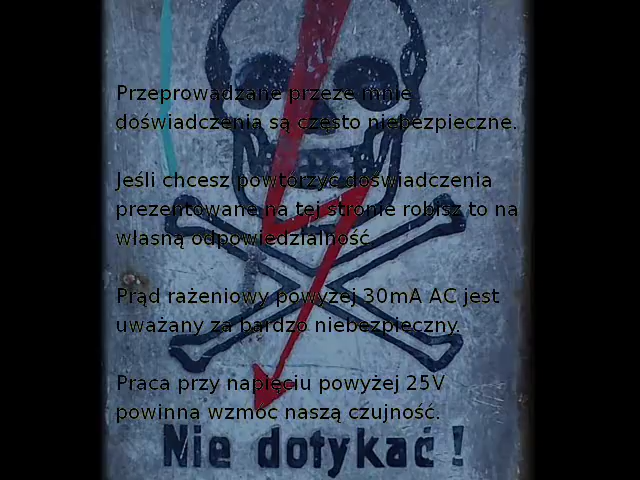 Przeprowadzane przeze mnie
doświadczenia są często niebezpieczne.
Jeśli chcesz powtórzyć doświadczenia
prezentowane na tej stronie robisz to na
własną odpowiedzialność.
Prąd rażeniowy powyżej 30mA AC jest
uważany za bardzo niebezpieczny.
Praca przy napięciu powyżej 25V
powinna wzmóc naszą czujność.
Nie dotykać!